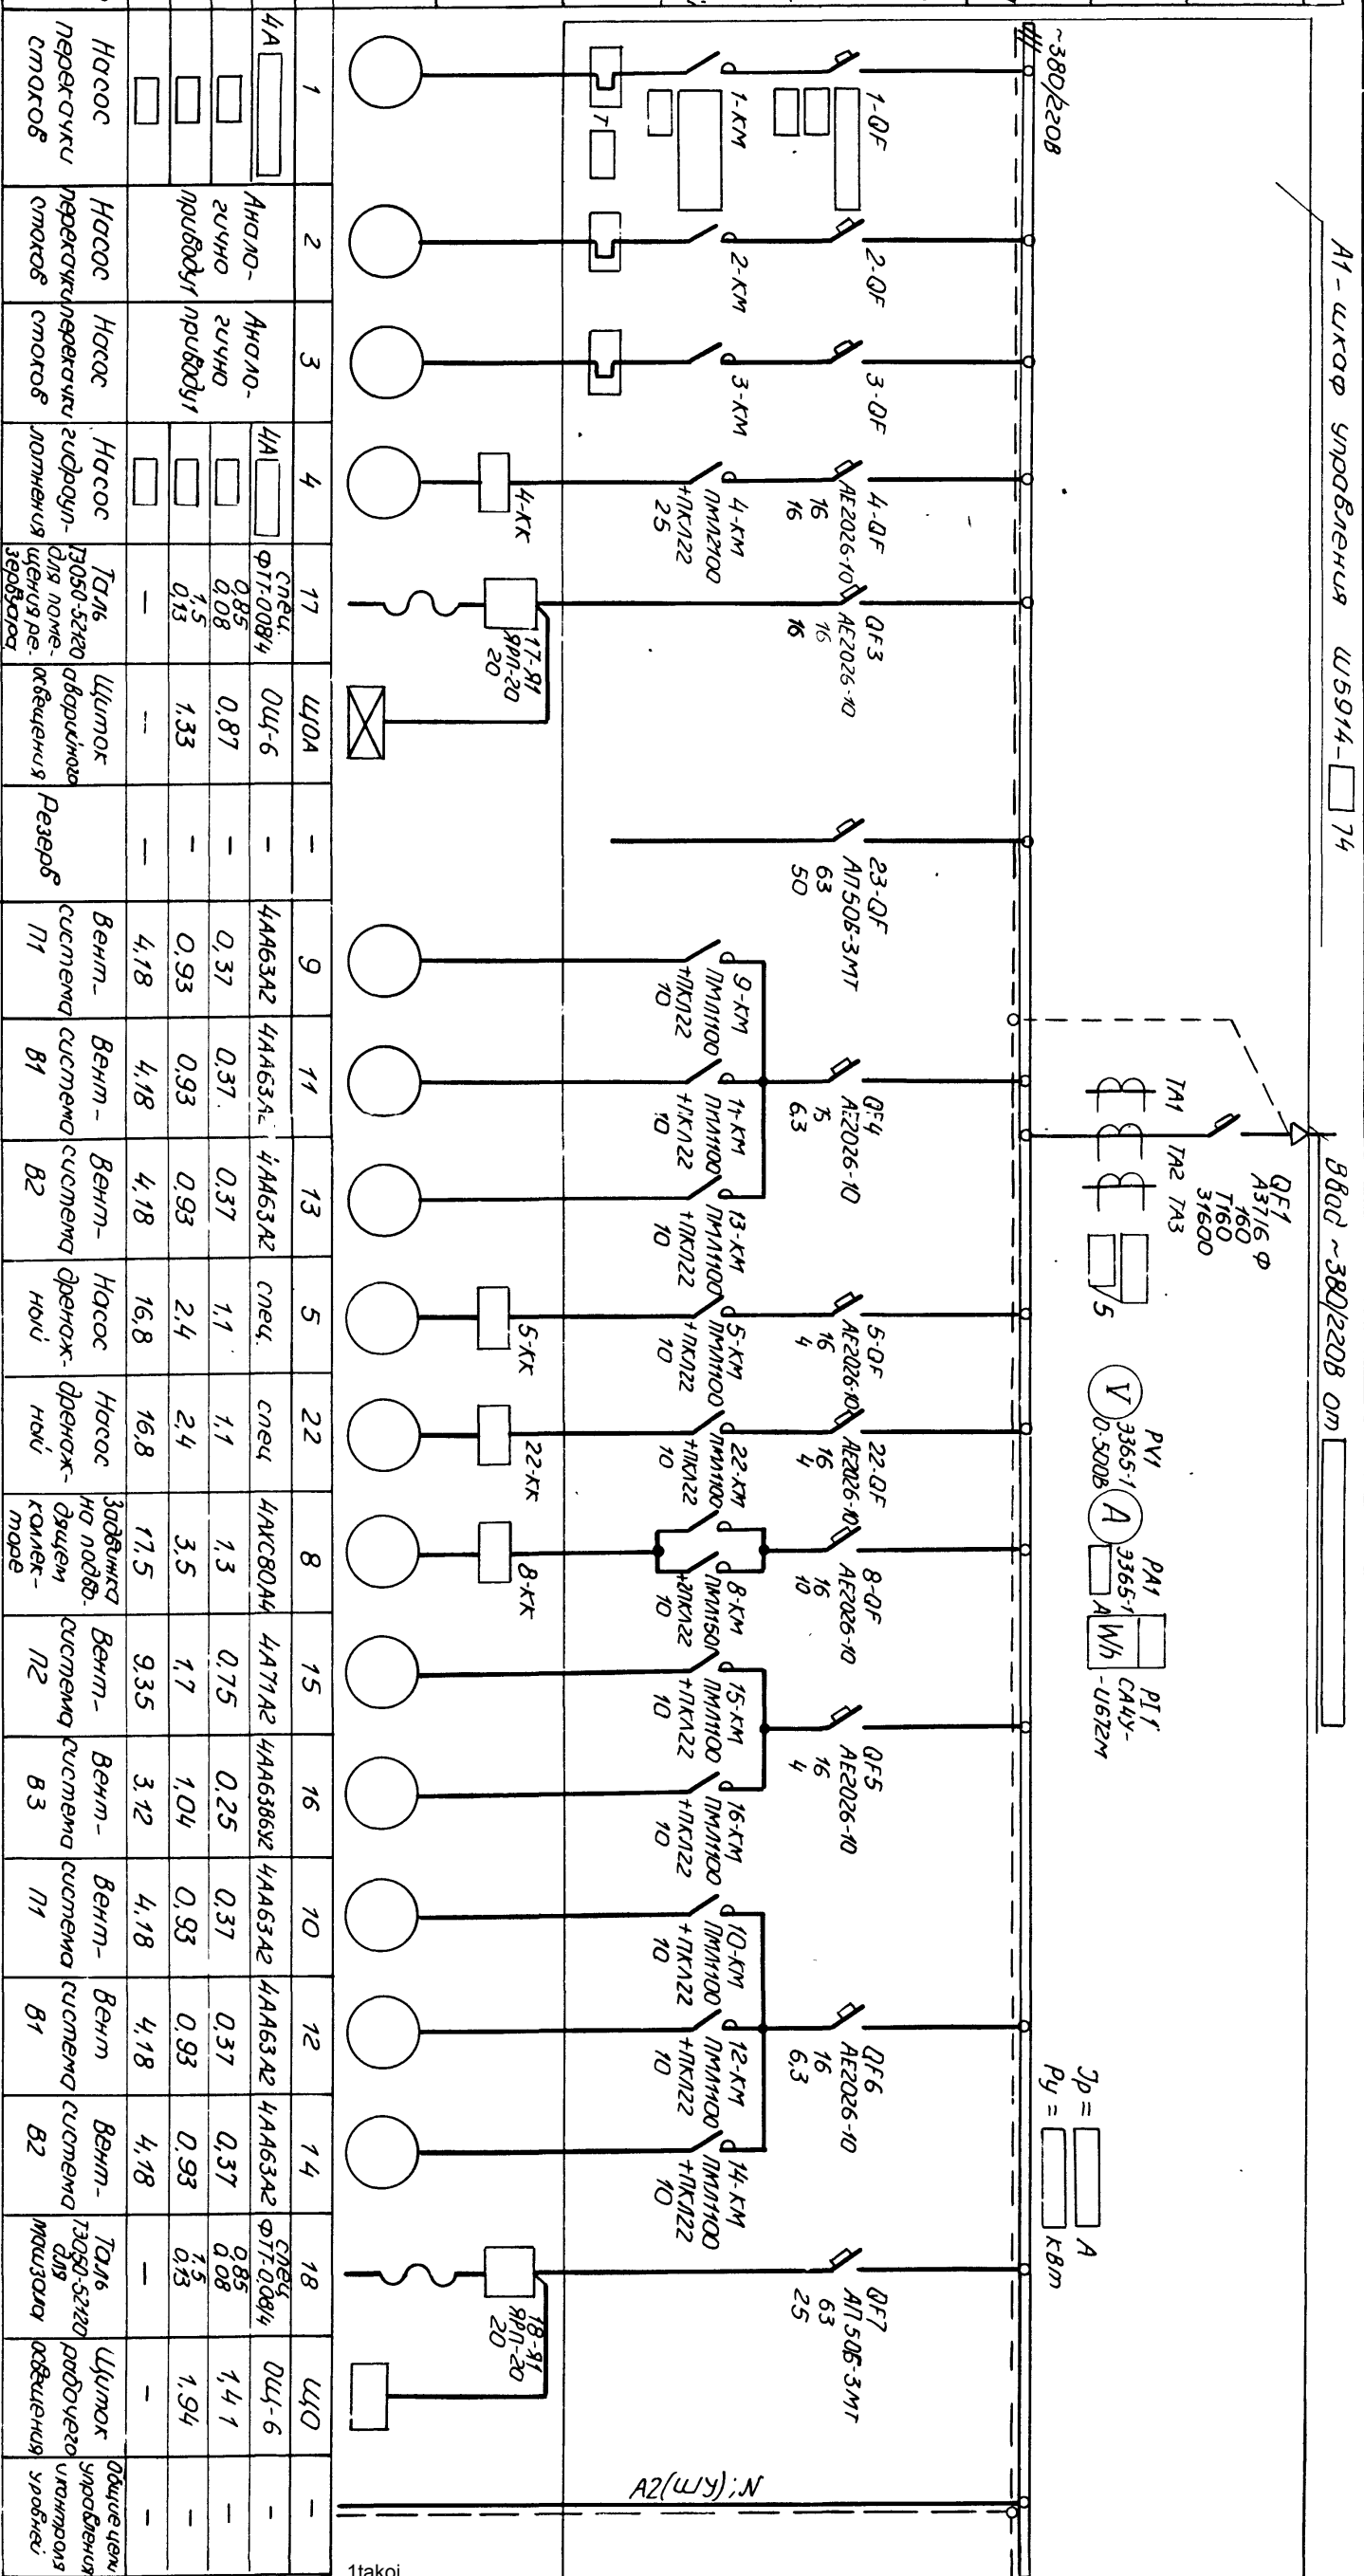 А1 - шкаф управления Ш5914-□ 74
Ввод ~380/220В от
~380/220В
QF1
А3716 Ф
160
Т160
31600
ТА1
ТА2
ТА3
5
PV1
Э365-1
0-500В
V
PA1
Э365-1
А
A
PI1
СА4У-
-И672М
Wh
Jр = А
Ру = кВт
1-QF
2-QF
3-QF
4-QF
АЕ2026-10
16
16
QF3
АЕ2026-10
16
16
23-QF
АП50Б-3МТ
63
50
QF4
АЕ2026-10
6,3
5-QF
АЕ2026-10
16
4
22-QF
АЕ2026-10
16
4
8-QF
АЕ2026-10
16
10
QF5
АЕ2026-10
16
4
QF6
АЕ2026-10
16
6,3
QF7
АП50Б-3МТ
63
25
1-КМ
2-КМ
3-КМ
4-КМ
ПМЛ2100
+ПКЛ22
25
9-КМ
ПМЛ1100
+ПКЛ22
10
11-КМ
ПМЛ1100
+ПКЛ22
10
13-КМ
ПМЛ1100
+ПКЛ22
10
5-КМ
ПМЛ1100
+ПКЛ22
10
22-КМ
ПМЛ1100
+ПКЛ22
10
8-КМ
ПМЛ1501
+2ПКЛ22
10
15-КМ
ПМЛ1100
+ПКЛ22
10
16-КМ
ПМЛ1100
+ПКЛ22
10
10-КМ
ПМЛ1100
+ПКЛ22
10
12-КМ
ПМЛ1100
+ПКЛ22
10
14-КМ
ПМЛ1100
+ПКЛ22
10
А2(ШУ);N
Т
4-КК
17-Я1
ЯРП-20
20
5-КК
22-КК
8-КК
18-Я1
ЯРП-20
20
1 2 3 4 17 ЩОА - 9 11 13 5 22 8 15 16 10 12 14 18 ЩО -
4А
Анало-
гично
приводу1
Анало-
гично
приводу1
4А
спец.
ФТТ-0,08/4
ОЩ-6 - 4АА63А2 4АА63А2 4АА63А2 спец. спец 4АХС80А4 4А71А2 4АА63В6У2 4АА63А2 4АА63А2 4АА63А2
спец
ФТТ-0,08/4
ОЩ-6 -
0,85
0,08
0,87 - 0,37 0,37 0,37 1,1 1,1 1,3 0,75 0,25 0,37 0,37 0,37
0,85
0,08
1,41 -
1,5
0,13
1,33 - 0,93 0,93 0,93 2,4 2,4 3,5 1,7 1,04 0,93 0,93 0,93
1,5
0,13
1,94 -
- - - 4,18 4,18 4,18 16,8 16,8 17,5 9,35 3,12 4,18 4,18 4,18 - - -
Насос
перекачки
стоков
Насос
перекачки
стоков
Насос
перекачки
стоков
Насос
гидроуп-
лотнения
Таль
ТЭ050-52120
для поме-
щения ре-
зервуара
Щиток
аварийного
освещения
Резерв
Вент-
система
П1
Вент-
система
В1
Вент-
система
В2
Насос
дренаж-
ный
Насос
дренаж-
ный
Задвижка
на подво-
дящем
коллек-
торе
Вент-
система
П2
Вент-
система
В3
Вент-
система
П1
Вент
система
В1
Вент-
система
В2
Таль
ТЭ050-52120
для
машзала
Щиток
рабочего
освещения
Общие цепи
управления
и контроля
уровней
1takoi